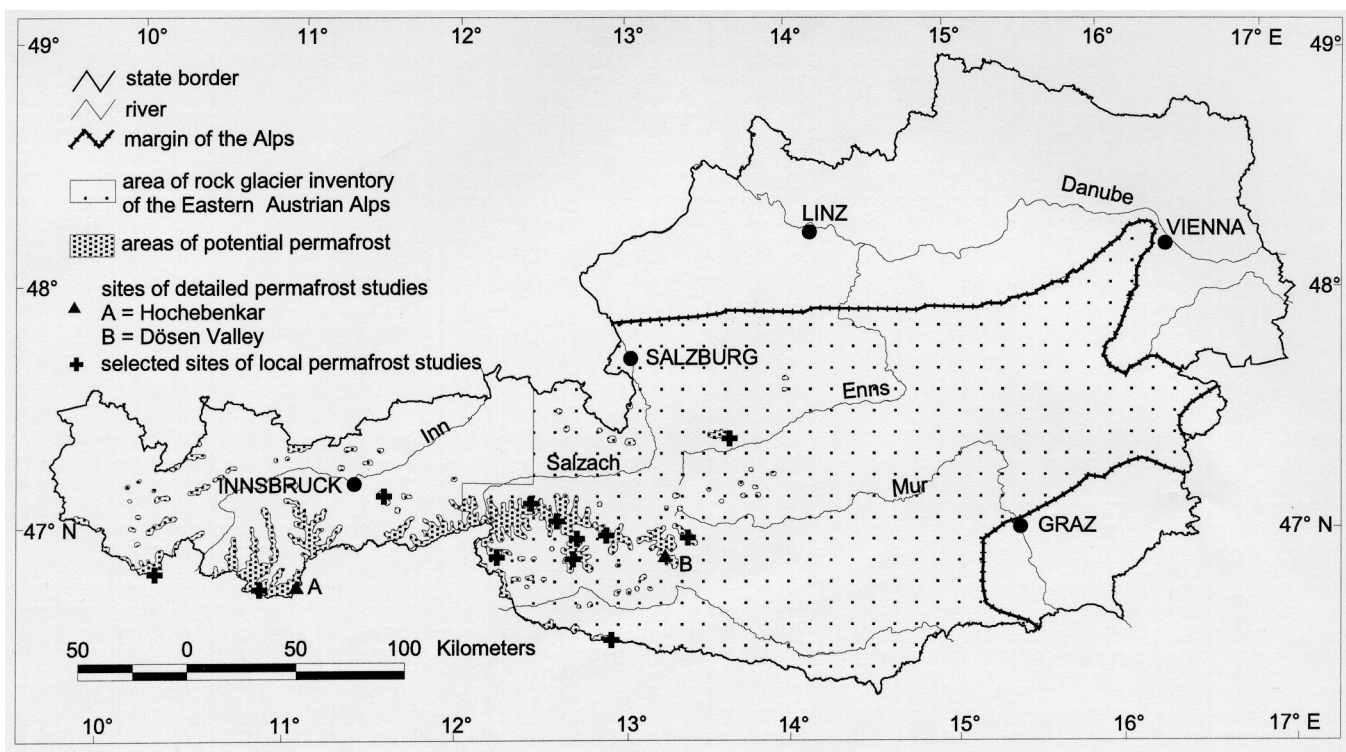 10° 11° 12° 13° 14° 15° 16° 17° E
49° 49°
state border
river
margin of the Alps
area of rock glacier inventory
of the Eastern Austrian Alps
areas of potential permafrost
sites of detailed permafrost studies
A = Hochebenkar
B = Dösen Valley
selected sites of local permafrost studies
Danube
LINZ
VIENNA
48° 48°
SALZBURG
Enns
Inn
Salzach
INNSBRUCK
Mur
47° N 47° N
GRAZ
B
A
50 0 50 100 Kilometers
10° 11° 12° 13° 14° 15° 16° 17° E